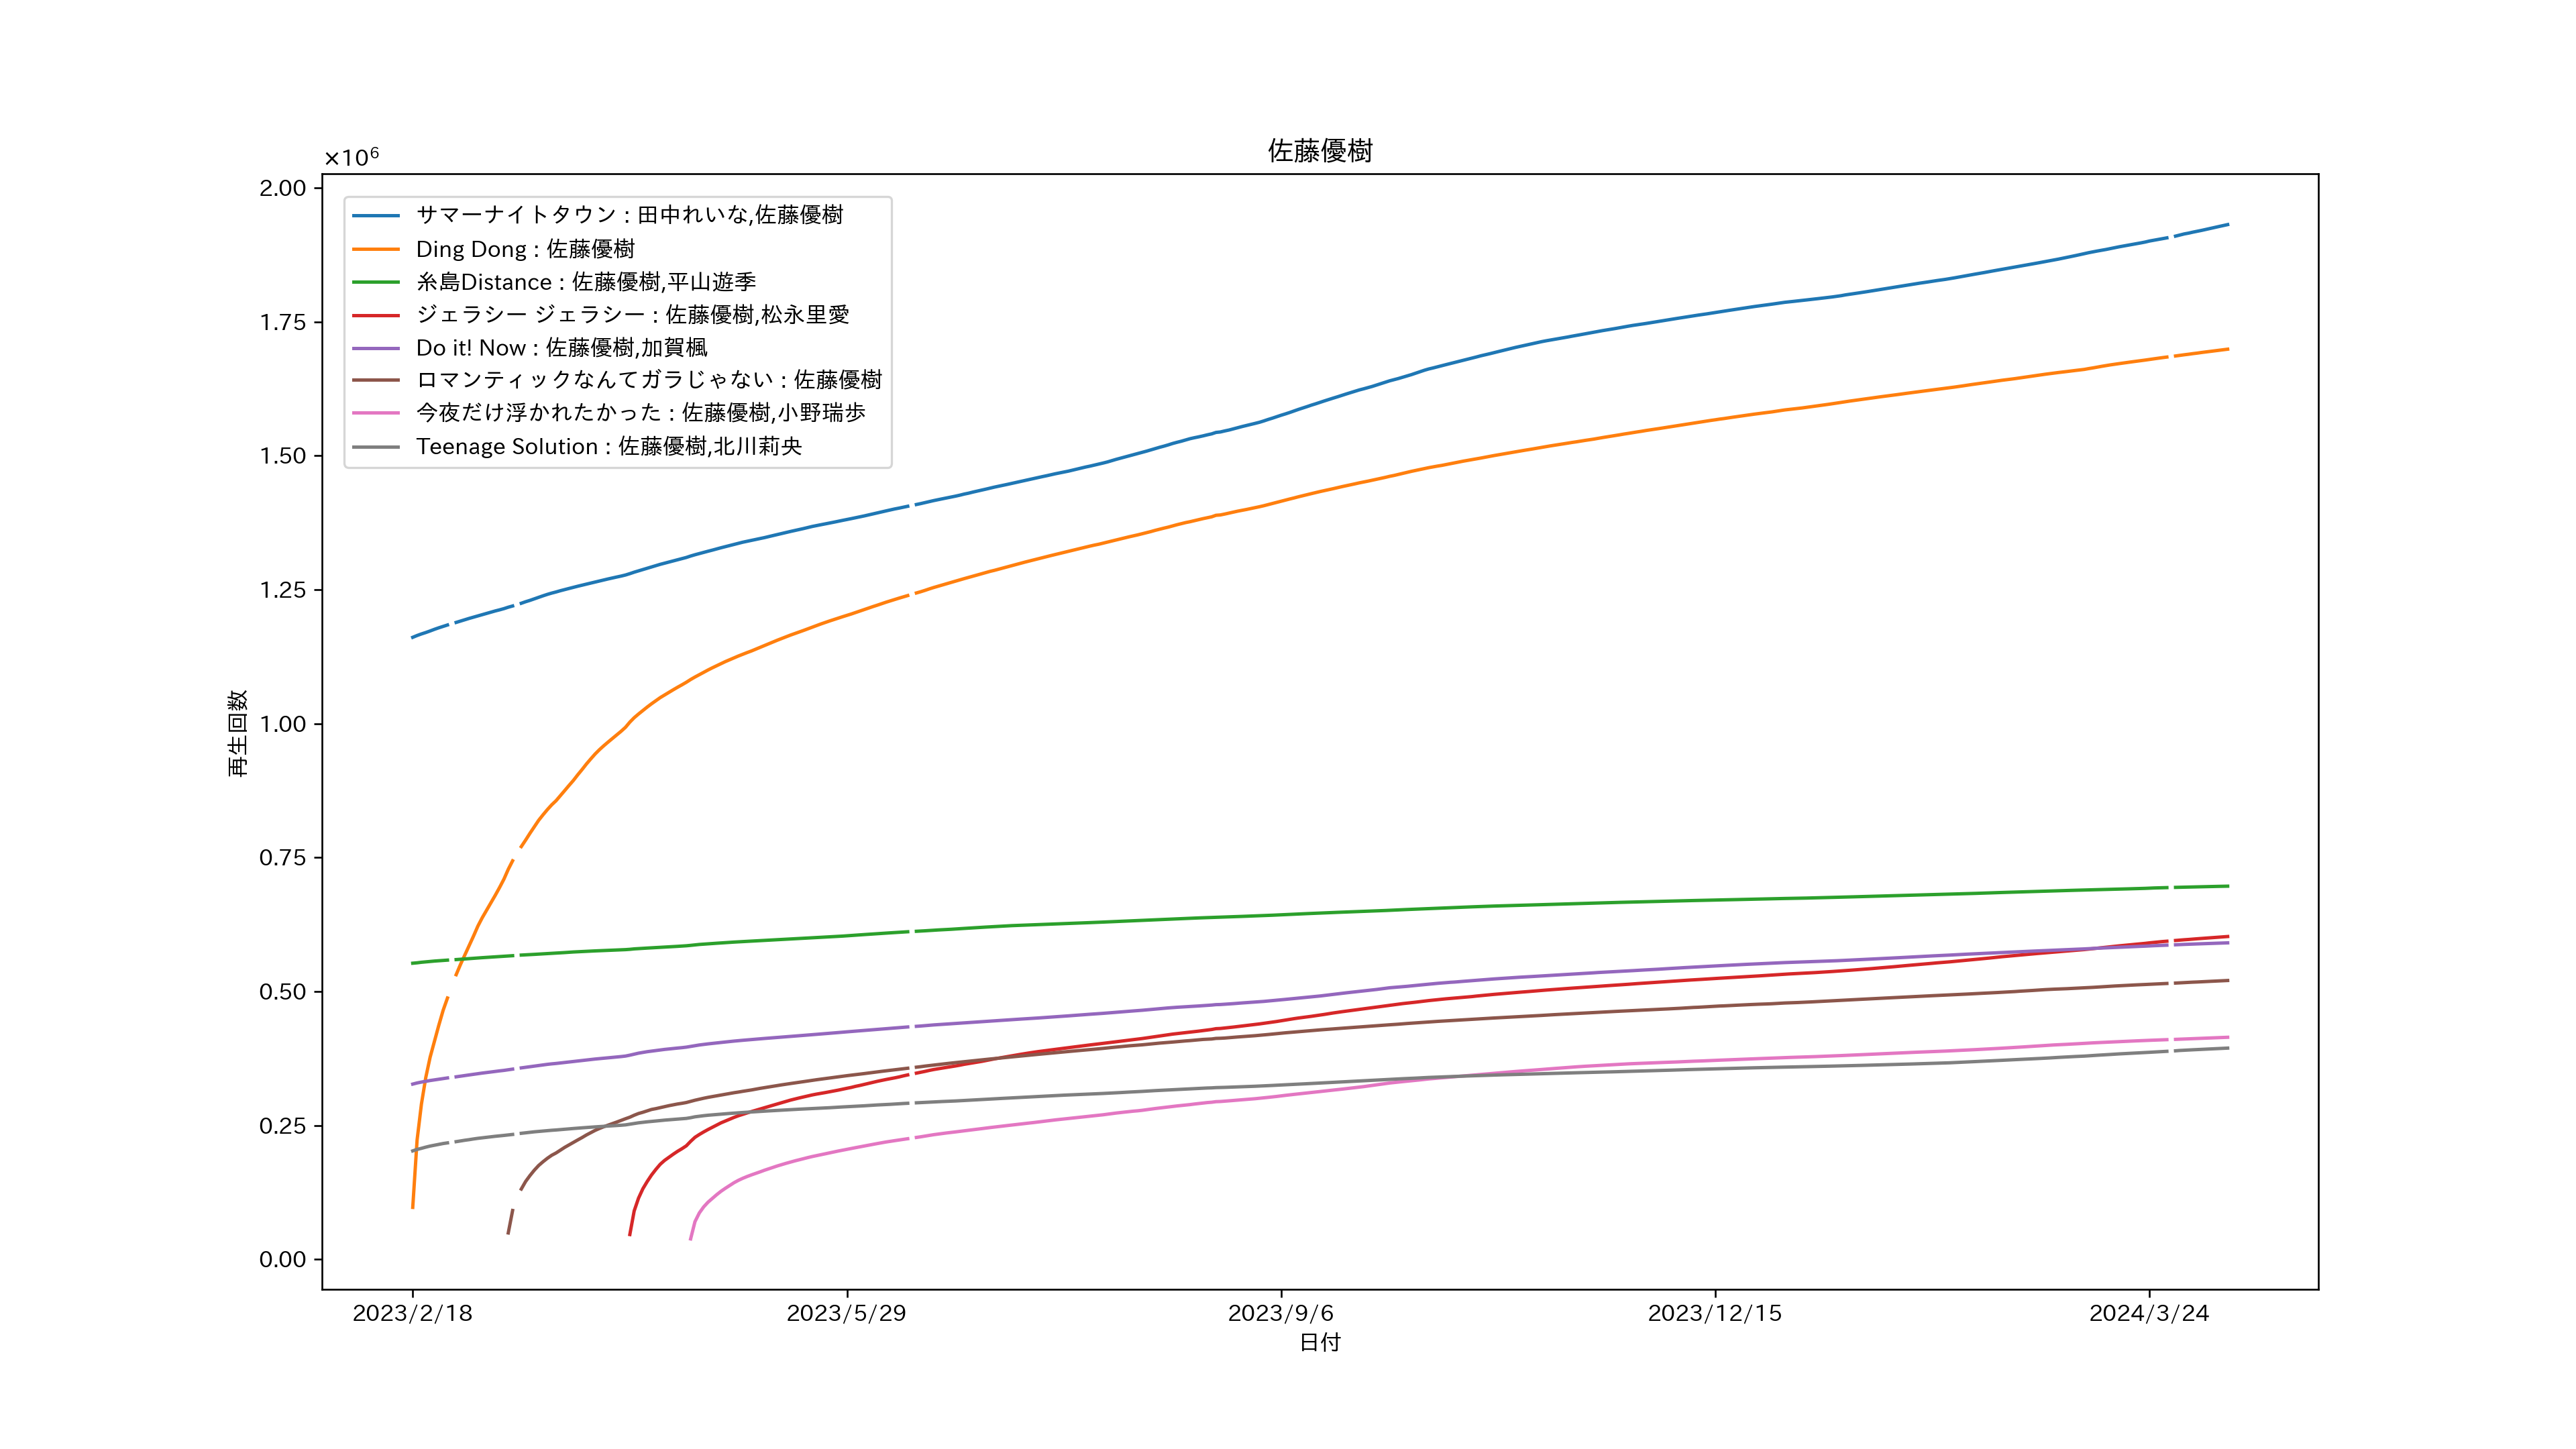 佐藤優樹
×10⁶
2.00
1.75
1.50
1.25
1.00
0.75
0.50
0.25
0.00
再生回数
サマーナイトタウン : 田中れいな,佐藤優樹
Ding Dong : 佐藤優樹
糸島Distance : 佐藤優樹,平山遊季
ジェラシー ジェラシー : 佐藤優樹,松永里愛
Do it! Now : 佐藤優樹,加賀楓
ロマンティックなんてガラじゃない : 佐藤優樹
今夜だけ浮かれたかった : 佐藤優樹,小野瑞歩
Teenage Solution : 佐藤優樹,北川莉央
2023/2/18 2023/5/29 2023/9/6 2023/12/15 2024/3/24
日付